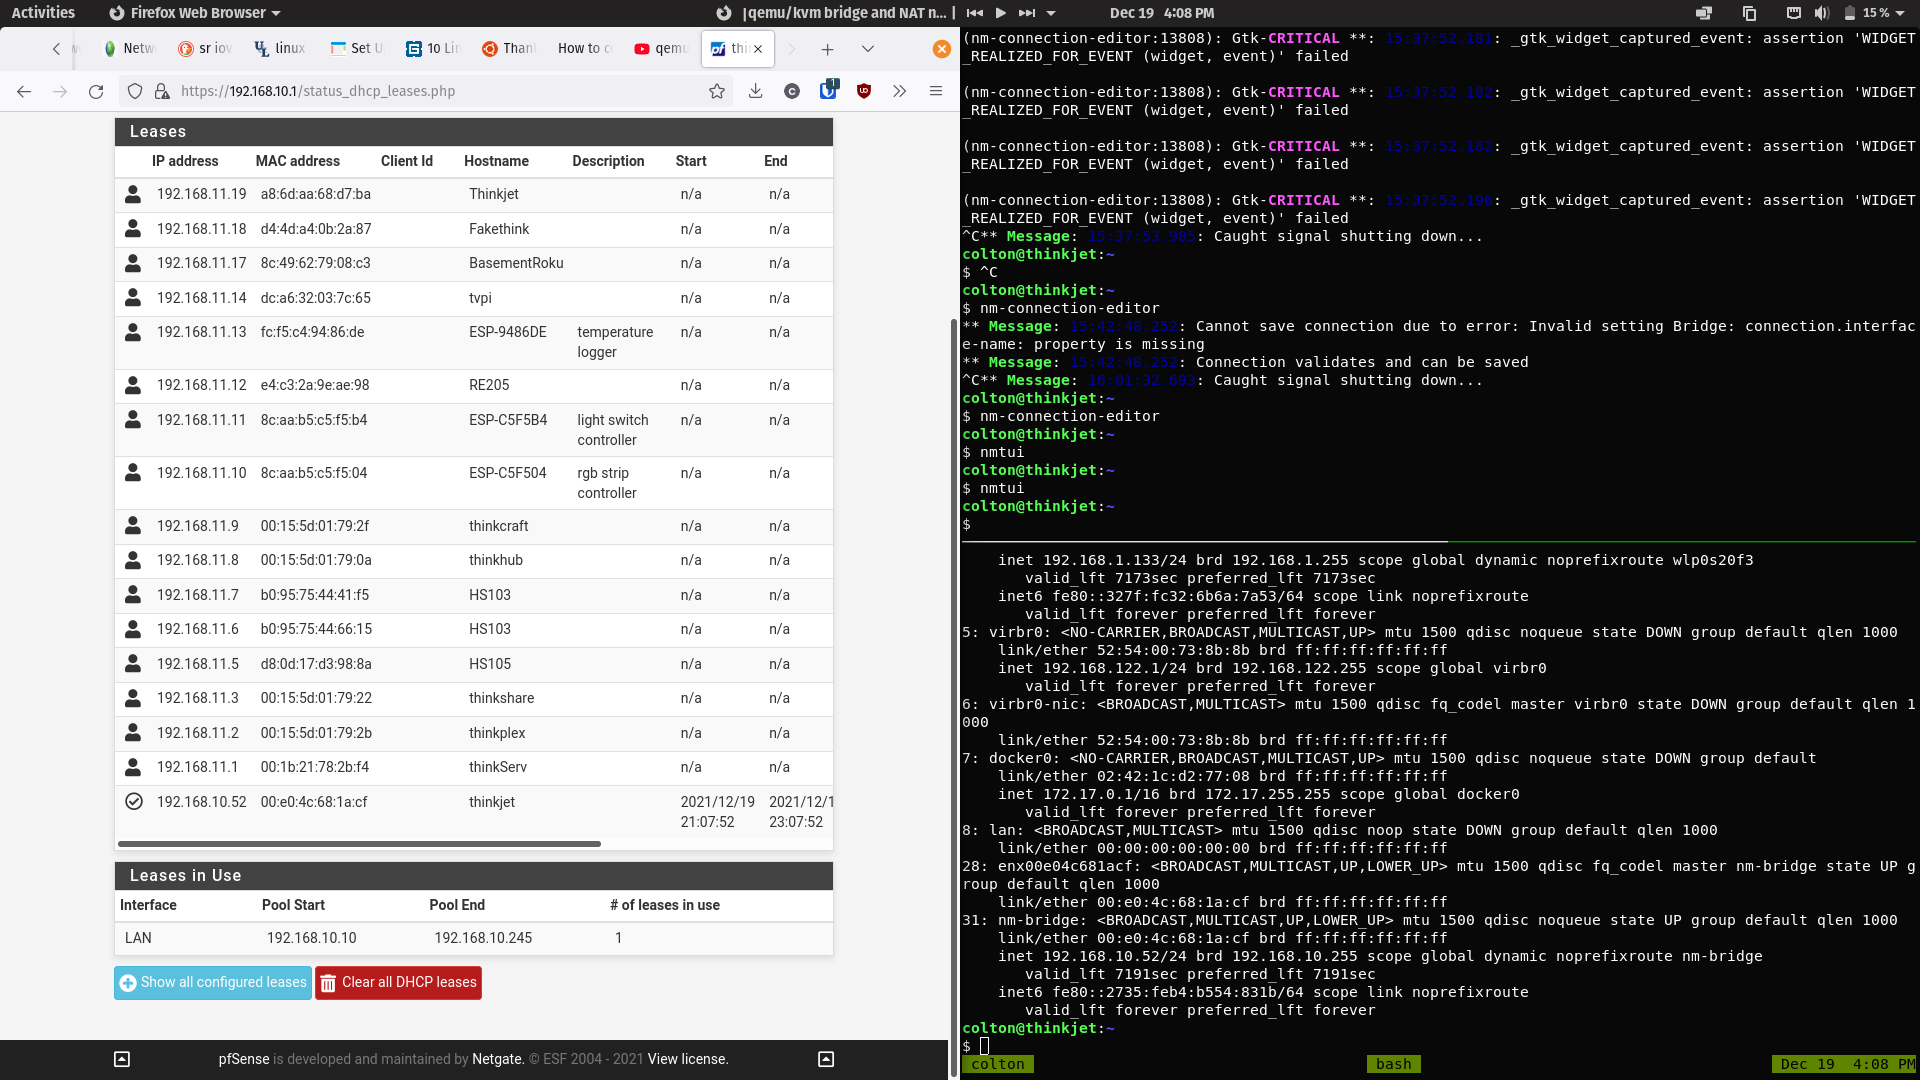 Activities Firefox Web Browser |qemu/kvm bridge and NAT n... | Dec 19 4:08 PM 15 %
Netw sr iov linux Set U 10 Lin Than How to c qemu thin
https://192.168.10.1/status_dhcp_leases.php
Leases
IP address MAC address Client Id Hostname Description Start End
192.168.11.19 a8:6d:aa:68:d7:ba Thinkjet n/a n/a
192.168.11.18 d4:4d:a4:0b:2a:87 Fakethink n/a n/a
192.168.11.17 8c:49:62:79:08:c3 BasementRoku n/a n/a
192.168.11.14 dc:a6:32:03:7c:65 tvpi n/a n/a
192.168.11.13 fc:f5:c4:94:86:de ESP-9486DE temperature n/a n/a
logger
192.168.11.12 e4:c3:2a:9e:ae:98 RE205 n/a n/a
192.168.11.11 8c:aa:b5:c5:f5:b4 ESP-C5F5B4 light switch n/a n/a
controller
192.168.11.10 8c:aa:b5:c5:f5:04 ESP-C5F504 rgb strip n/a n/a
controller
192.168.11.9 00:15:5d:01:79:2f thinkcraft n/a n/a
192.168.11.8 00:15:5d:01:79:0a thinkhub n/a n/a
192.168.11.7 b0:95:75:44:41:f5 HS103 n/a n/a
192.168.11.6 b0:95:75:44:66:15 HS103 n/a n/a
192.168.11.5 d8:0d:17:d3:98:8a HS105 n/a n/a
192.168.11.3 00:15:5d:01:79:22 thinkshare n/a n/a
192.168.11.2 00:15:5d:01:79:2b thinkplex n/a n/a
192.168.11.1 00:1b:21:78:2b:f4 thinkServ n/a n/a
192.168.10.52 00:e0:4c:68:1a:cf thinkjet 2021/12/19 2021/12/1
21:07:52 23:07:52
Leases in Use
Interface Pool Start Pool End # of leases in use
LAN 192.168.10.10 192.168.10.245 1
Show all configured leases Clear all DHCP leases
pfSense is developed and maintained by Netgate. © ESF 2004 - 2021 View license.
(nm-connection-editor:13808): Gtk-CRITICAL **: 15:37:52.181: _gtk_widget_captured_event: assertion 'WIDGET
_REALIZED_FOR_EVENT (widget, event)' failed
(nm-connection-editor:13808): Gtk-CRITICAL **: 15:37:52.182: _gtk_widget_captured_event: assertion 'WIDGET
_REALIZED_FOR_EVENT (widget, event)' failed
(nm-connection-editor:13808): Gtk-CRITICAL **: 15:37:52.182: _gtk_widget_captured_event: assertion 'WIDGET
_REALIZED_FOR_EVENT (widget, event)' failed
(nm-connection-editor:13808): Gtk-CRITICAL **: 15:37:52.196: _gtk_widget_captured_event: assertion 'WIDGET
_REALIZED_FOR_EVENT (widget, event)' failed
^C** Message: 15:37:53.905: Caught signal shutting down...
colton@thinkjet:~
$ ^C
colton@thinkjet:~
$ nm-connection-editor
** Message: 15:42:48.252: Cannot save connection due to error: Invalid setting Bridge: connection.interfac
e-name: property is missing
** Message: 15:42:48.252: Connection validates and can be saved
^C** Message: 16:01:32.693: Caught signal shutting down...
colton@thinkjet:~
$ nm-connection-editor
colton@thinkjet:~
$ nmtui
colton@thinkjet:~
$ nmtui
colton@thinkjet:~
$
inet 192.168.1.133/24 brd 192.168.1.255 scope global dynamic noprefixroute wlp0s20f3
valid_lft 7173sec preferred_lft 7173sec
inet6 fe80::327f:fc32:6b6a:7a53/64 scope link noprefixroute
valid_lft forever preferred_lft forever
5: virbr0: <NO-CARRIER,BROADCAST,MULTICAST,UP> mtu 1500 qdisc noqueue state DOWN group default qlen 1000
link/ether 52:54:00:73:8b:8b brd ff:ff:ff:ff:ff:ff
inet 192.168.122.1/24 brd 192.168.122.255 scope global virbr0
valid_lft forever preferred_lft forever
6: virbr0-nic: <BROADCAST,MULTICAST> mtu 1500 qdisc fq_codel master virbr0 state DOWN group default qlen 1
000
link/ether 52:54:00:73:8b:8b brd ff:ff:ff:ff:ff:ff
7: docker0: <NO-CARRIER,BROADCAST,MULTICAST,UP> mtu 1500 qdisc noqueue state DOWN group default
link/ether 02:42:1c:d2:77:08 brd ff:ff:ff:ff:ff:ff
inet 172.17.0.1/16 brd 172.17.255.255 scope global docker0
valid_lft forever preferred_lft forever
8: lan: <BROADCAST,MULTICAST> mtu 1500 qdisc noop state DOWN group default qlen 1000
link/ether 00:00:00:00:00:00 brd ff:ff:ff:ff:ff:ff
28: enx00e04c681acf: <BROADCAST,MULTICAST,UP,LOWER_UP> mtu 1500 qdisc fq_codel master nm-bridge state UP g
roup default qlen 1000
link/ether 00:e0:4c:68:1a:cf brd ff:ff:ff:ff:ff:ff
31: nm-bridge: <BROADCAST,MULTICAST,UP,LOWER_UP> mtu 1500 qdisc noqueue state UP group default qlen 1000
link/ether 00:e0:4c:68:1a:cf brd ff:ff:ff:ff:ff:ff
inet 192.168.10.52/24 brd 192.168.10.255 scope global dynamic noprefixroute nm-bridge
valid_lft 7191sec preferred_lft 7191sec
inet6 fe80::2735:feb4:b554:831b/64 scope link noprefixroute
valid_lft forever preferred_lft forever
colton@thinkjet:~
$
colton bash Dec 19 4:08 PM